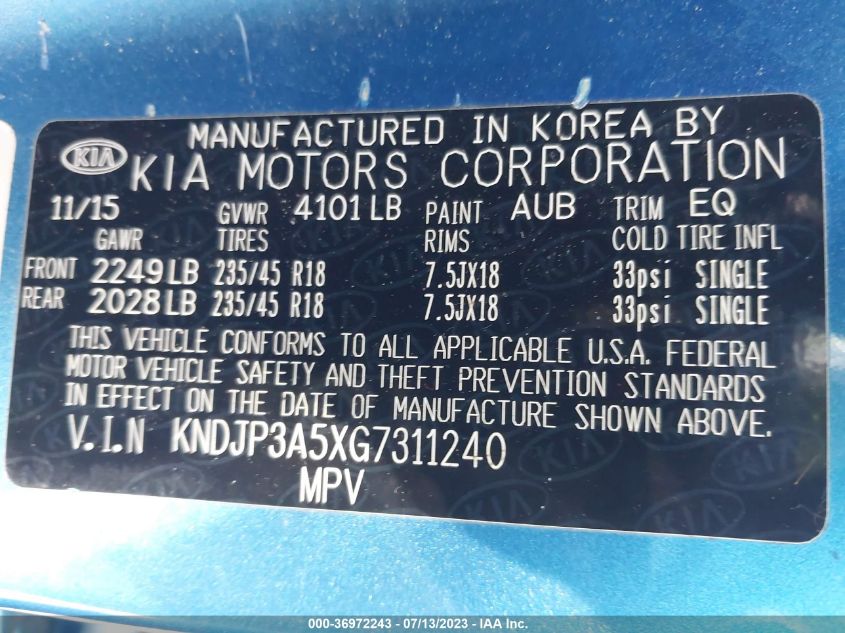 MANUFACTURED IN KOREA BY
KIA KIA MOTORS CORPORATION
11/15 GVWR 4101 LB PAINT AUB TRIM EQ
GAWR TIRES RIMS COLD TIRE INFL
FRONT 2249 LB 235/45 R18 7.5JX18 33psi SINGLE
REAR 2028 LB 235/45 R18 7.5JX18 33psi SINGLE
THIS VEHICLE CONFORMS TO ALL APPLICABLE U.S.A. FEDERAL
MOTOR VEHICLE SAFETY AND THEFT PREVENTION STANDARDS
IN EFFECT ON THE DATE OF MANUFACTURE SHOWN ABOVE.
V.I.N KNDJP3A5XG7311240
MPV
000-36972243 - 07/13/2023 - IAA Inc.